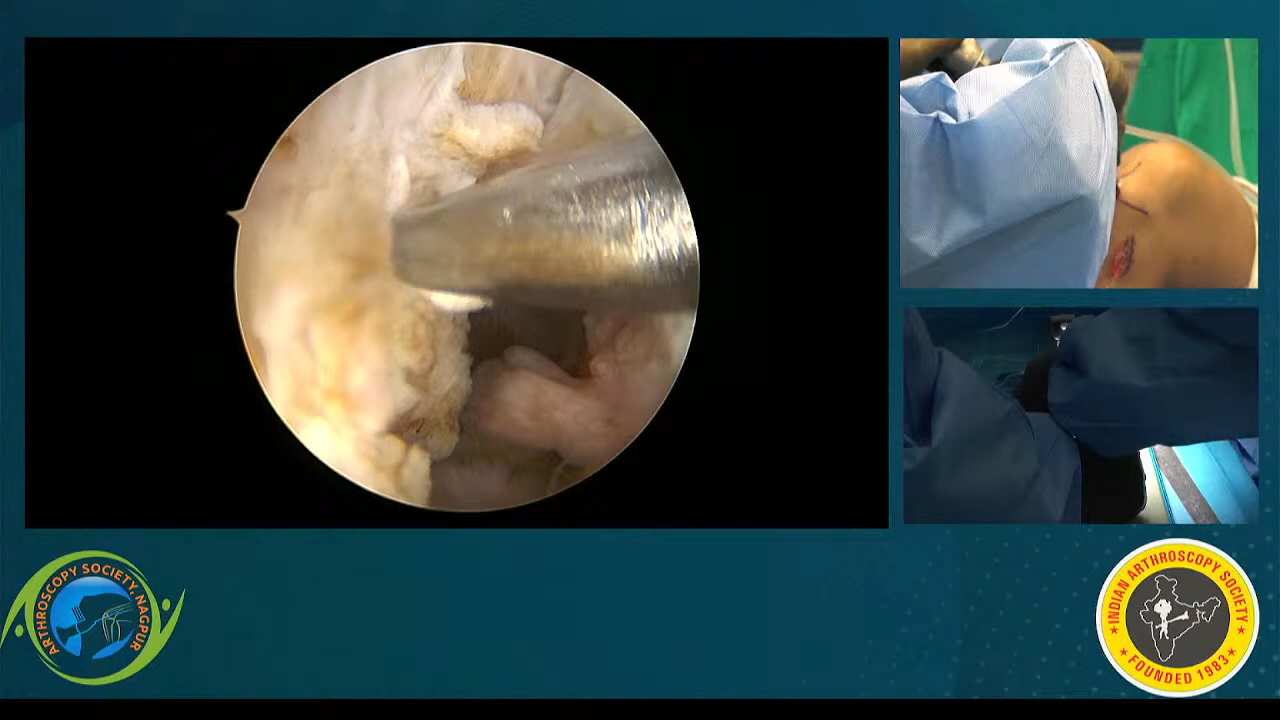 ARTHROSCOPY SOCIETY, NAGPUR
★ INDIAN ARTHROSCOPY SOCIETY ★
★ FOUNDED 1983 ★